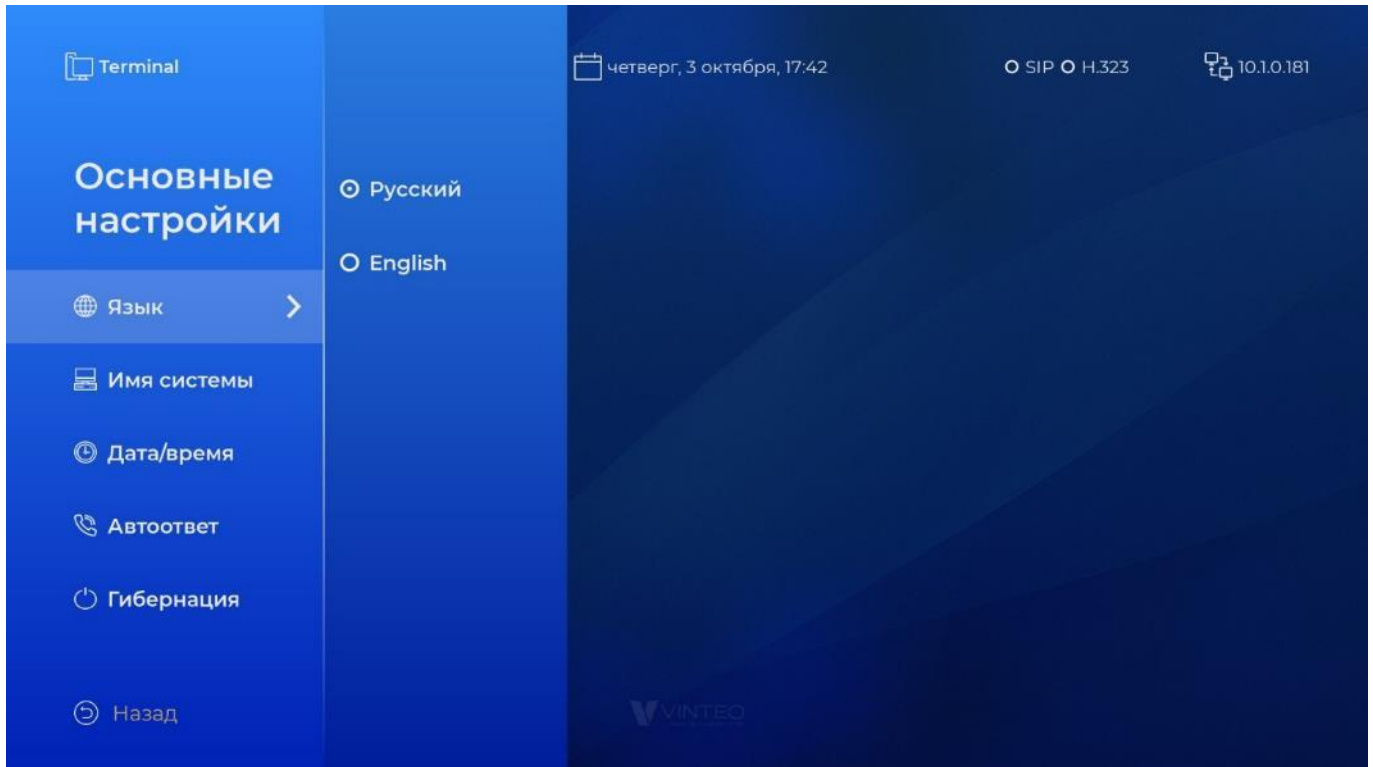 Terminal
четверг, 3 октября, 17:42
SIP H.323
10.1.0.181
Основные
настройки
Язык
Имя системы
Дата/время
Автоответ
Гибернация
Назад
Русский
English
VINTEO